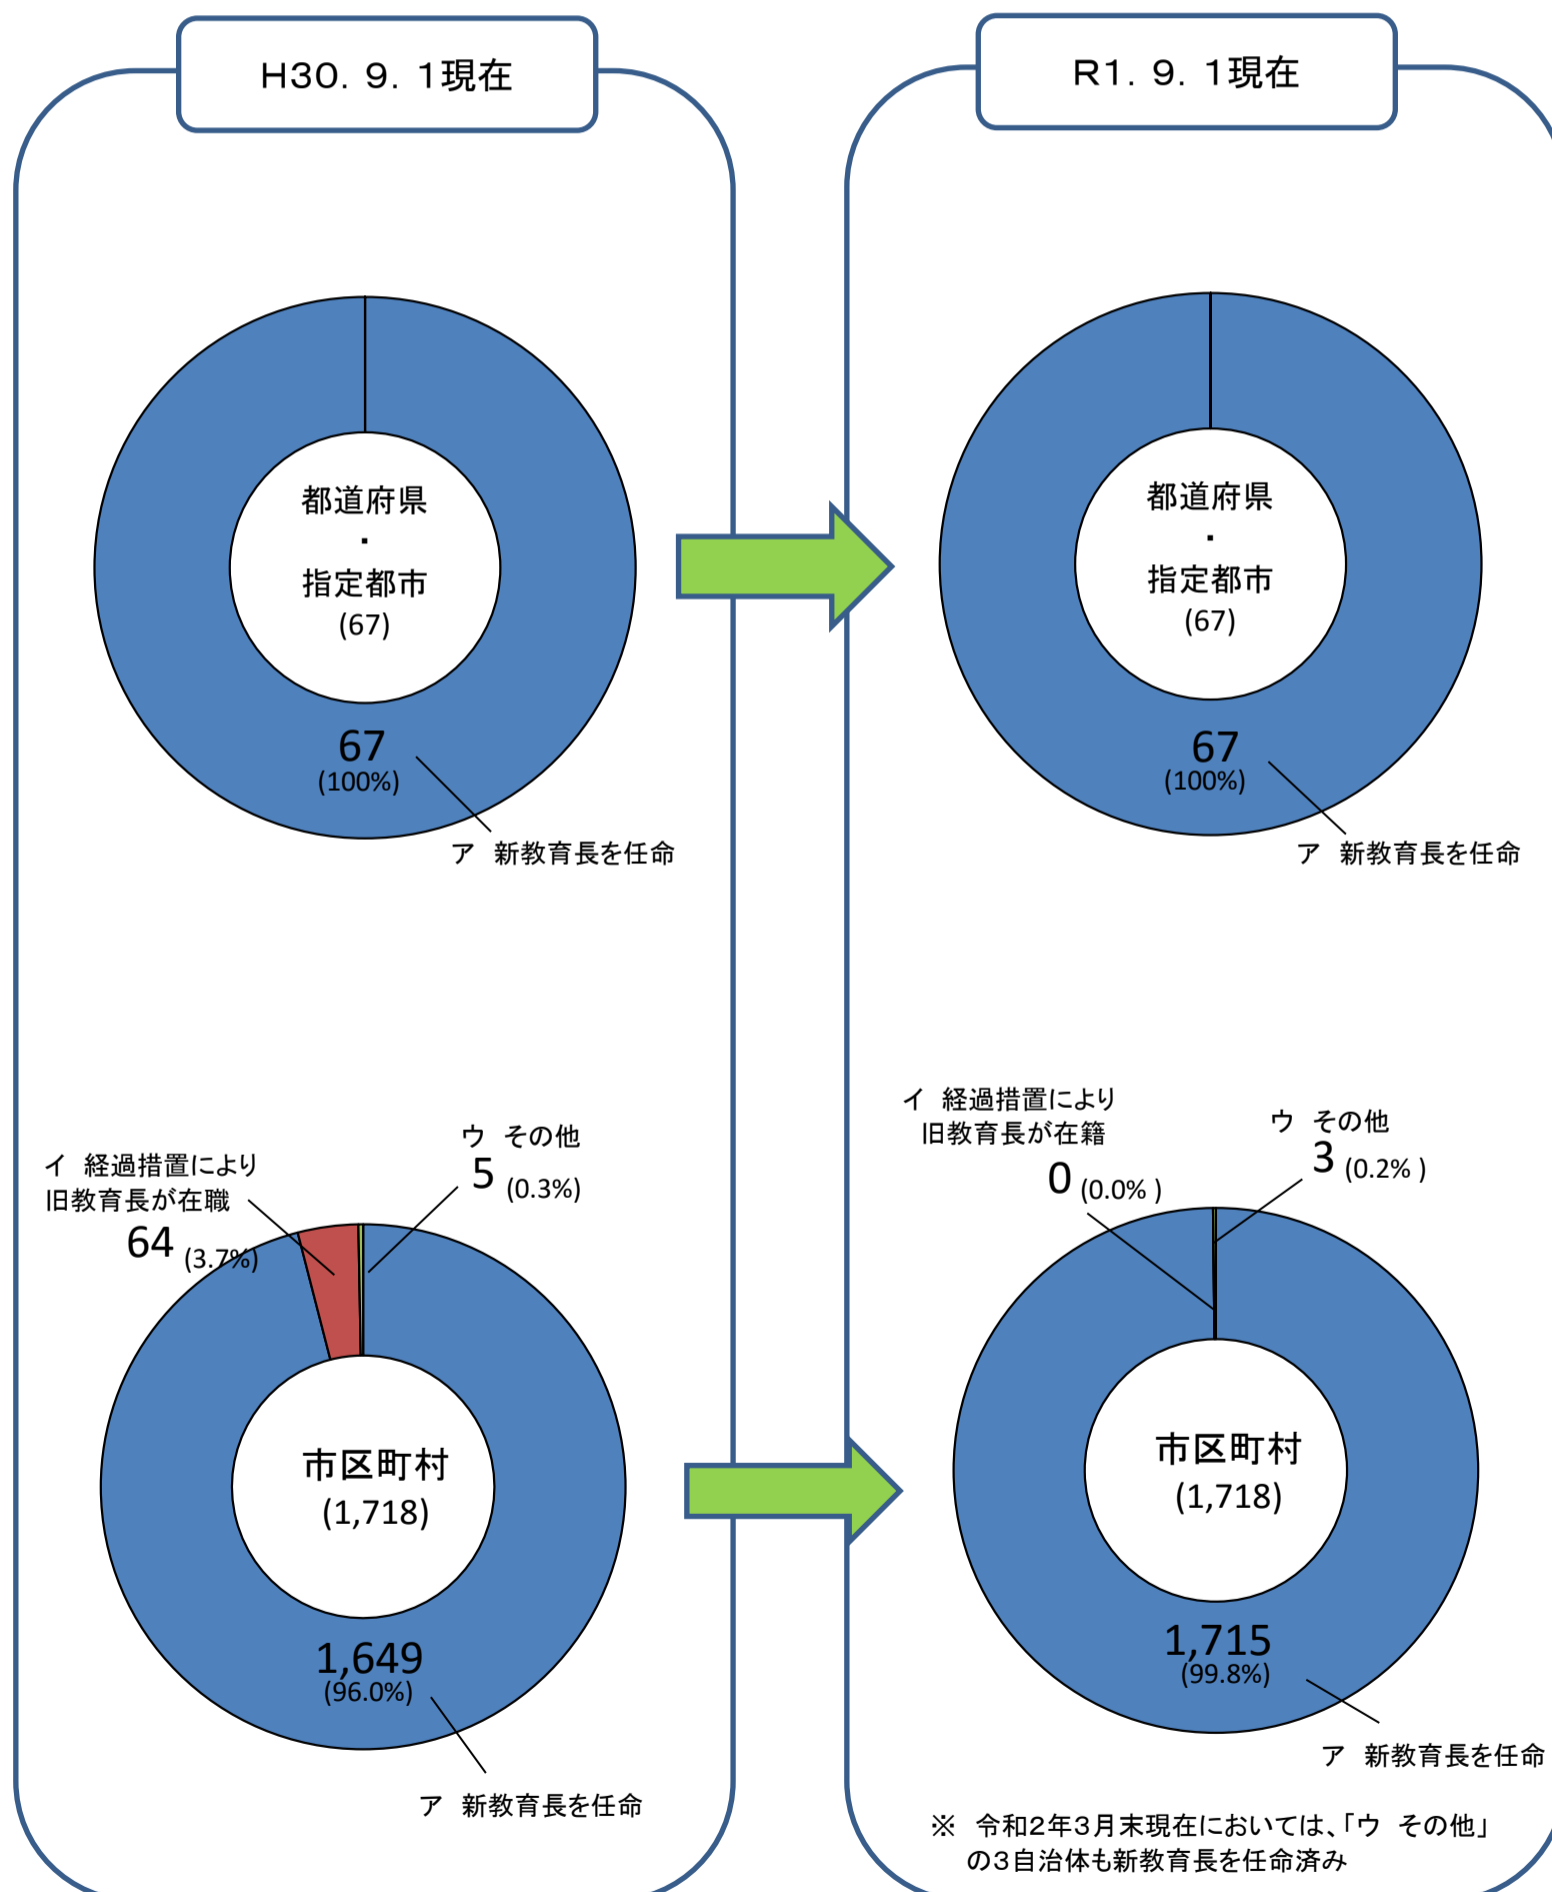 H30. 9. 1現在
都道府県
・
指定都市
(67)
67
(100%)
ア 新教育長を任命
イ 経過措置により
旧教育長が在職
64 (3.7%)
ウ その他
5 (0.3%)
市区町村
(1,718)
1,649
(96.0%)
ア 新教育長を任命
R1. 9. 1現在
都道府県
・
指定都市
(67)
67
(100%)
ア 新教育長を任命
イ 経過措置により
旧教育長が在籍
0 (0.0% )
ウ その他
3 (0.2% )
市区町村
(1,718)
1,715
(99.8%)
ア 新教育長を任命
※ 令和2年3月末現在においては、「ウ その他」
の3自治体も新教育長を任命済み